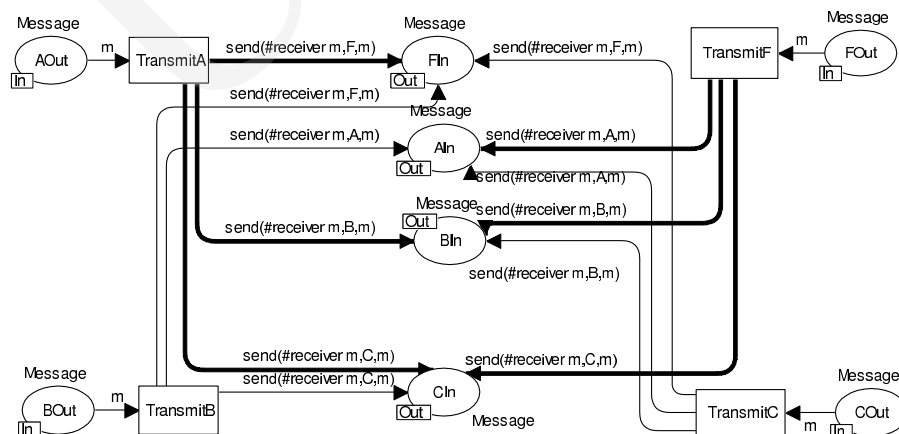 Message
Message
Message
AOut
m
TransmitA
send(#receiver m,F,m)
FIn
send(#receiver m,F,m)
TransmitF
m
FOut
In
Out
In
send(#receiver m,F,m)
Message
send(#receiver m,A,m)
AIn
send(#receiver m,A,m)
Out
send(#receiver m,A,m)
Message
send(#receiver m,B,m)
Out
send(#receiver m,B,m)
BIn
send(#receiver m,B,m)
send(#receiver m,C,m)
send(#receiver m,C,m)
Message
send(#receiver m,C,m)
Message
BOut
m
TransmitB
CIn
TransmitC
COut
In
Out
Message
m
In